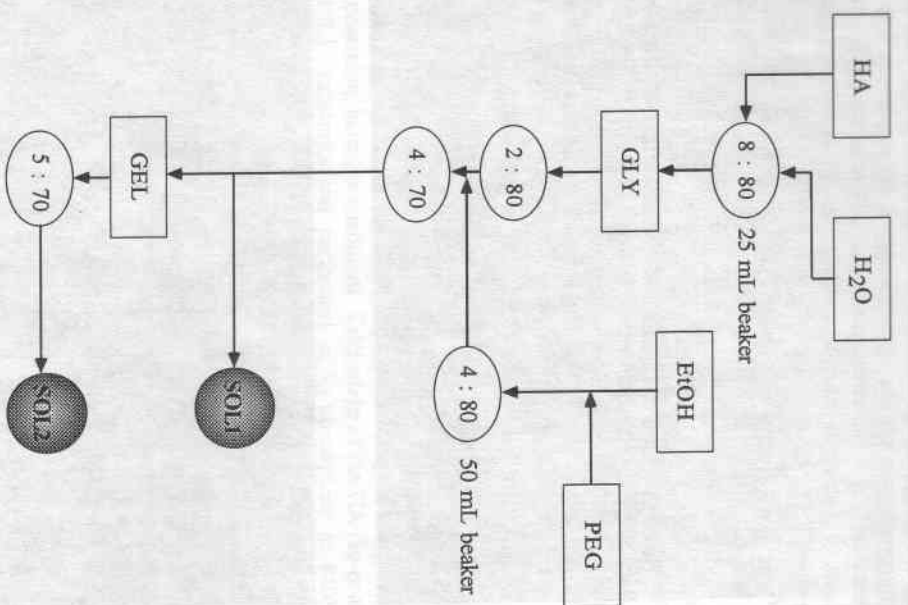 HA
H₂O
8 : 80
25 mL beaker
GLY
EtOH
PEG
2 : 80
4 : 80
50 mL beaker
4 : 70
SOL1
GEL
5 : 70
SOL2